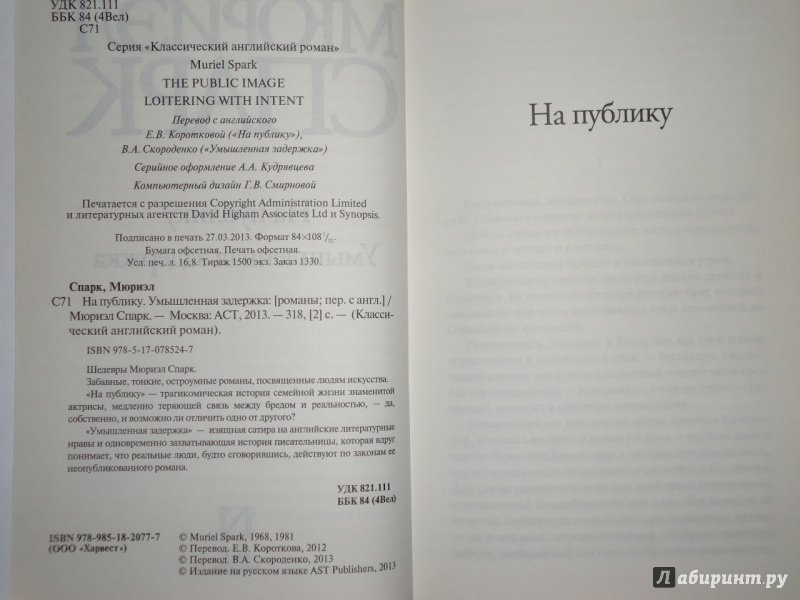 УДК 821.111
ББК 84 (4Вел)
С71
Серия «Классический английский роман»
Muriel Spark
THE PUBLIC IMAGE
LOITERING WITH INTENT
Перевод с английского
Е.В. Коротковой («На публику»),
В.А. Скороденко («Умышленная задержка»)
Серийное оформление А.А. Кудрявцева
Компьютерный дизайн Г.В. Смирновой
Печатается с разрешения Copyright Administration Limited
и литературных агентств David Higham Associates Ltd и Synopsis.
Подписано в печать 27.03.2013. Формат 84×108 1/32.
Бумага офсетная. Печать офсетная.
Усл. печ. л. 16,8. Тираж 1500 экз. Заказ 1330.
Спарк, Мюриэл
С71 На публику. Умышленная задержка: [романы; пер. с англ.] /
Мюриэл Спарк. — Москва: АСТ, 2013. — 318, [2] с. — (Класси-
ческий английский роман).
ISBN 978-5-17-078524-7
Шедевры Мюриэл Спарк.
Забавные, тонкие, остроумные романы, посвященные людям искусства.
«На публику» — трагикомическая история семейной жизни знаменитой
актрисы, медленно теряющей связь между бредом и реальностью, — да,
собственно, и возможно ли отличить одно от другого?
«Умышленная задержка» — изящная сатира на английские литературные
нравы и одновременно захватывающая история писательницы, которая вдруг
понимает, что реальные люди, будто сговорившись, действуют по законам ее
неопубликованного романа.
УДК 821.111
ББК 84 (4Вел)
ISBN 978-985-18-2077-7
(ООО «Харвест»)
© Muriel Spark, 1968, 1981
© Перевод. Е.В. Короткова, 2012
© Перевод. В.А. Скороденко, 2013
© Издание на русском языке AST Publishers, 2013
На публику
Лабиринт.ру